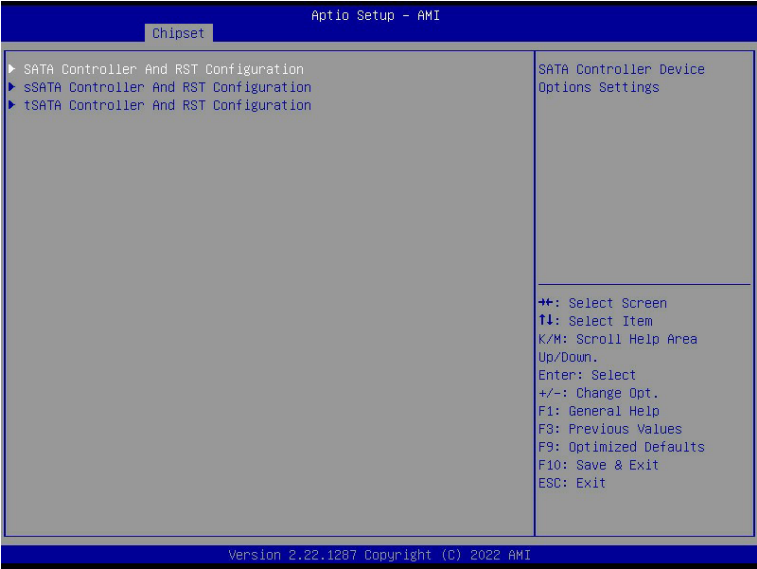 Aptio Setup – AMI
Chipset
SATA Controller And RST Configuration
sSATA Controller And RST Configuration
tSATA Controller And RST Configuration
SATA Controller Device
Options Settings
→←: Select Screen
↑↓: Select Item
K/M: Scroll Help Area
Up/Down.
Enter: Select
+/-: Change Opt.
F1: General Help
F3: Previous Values
F9: Optimized Defaults
F10: Save & Exit
ESC: Exit
Version 2.22.1287 Copyright (C) 2022 AMI